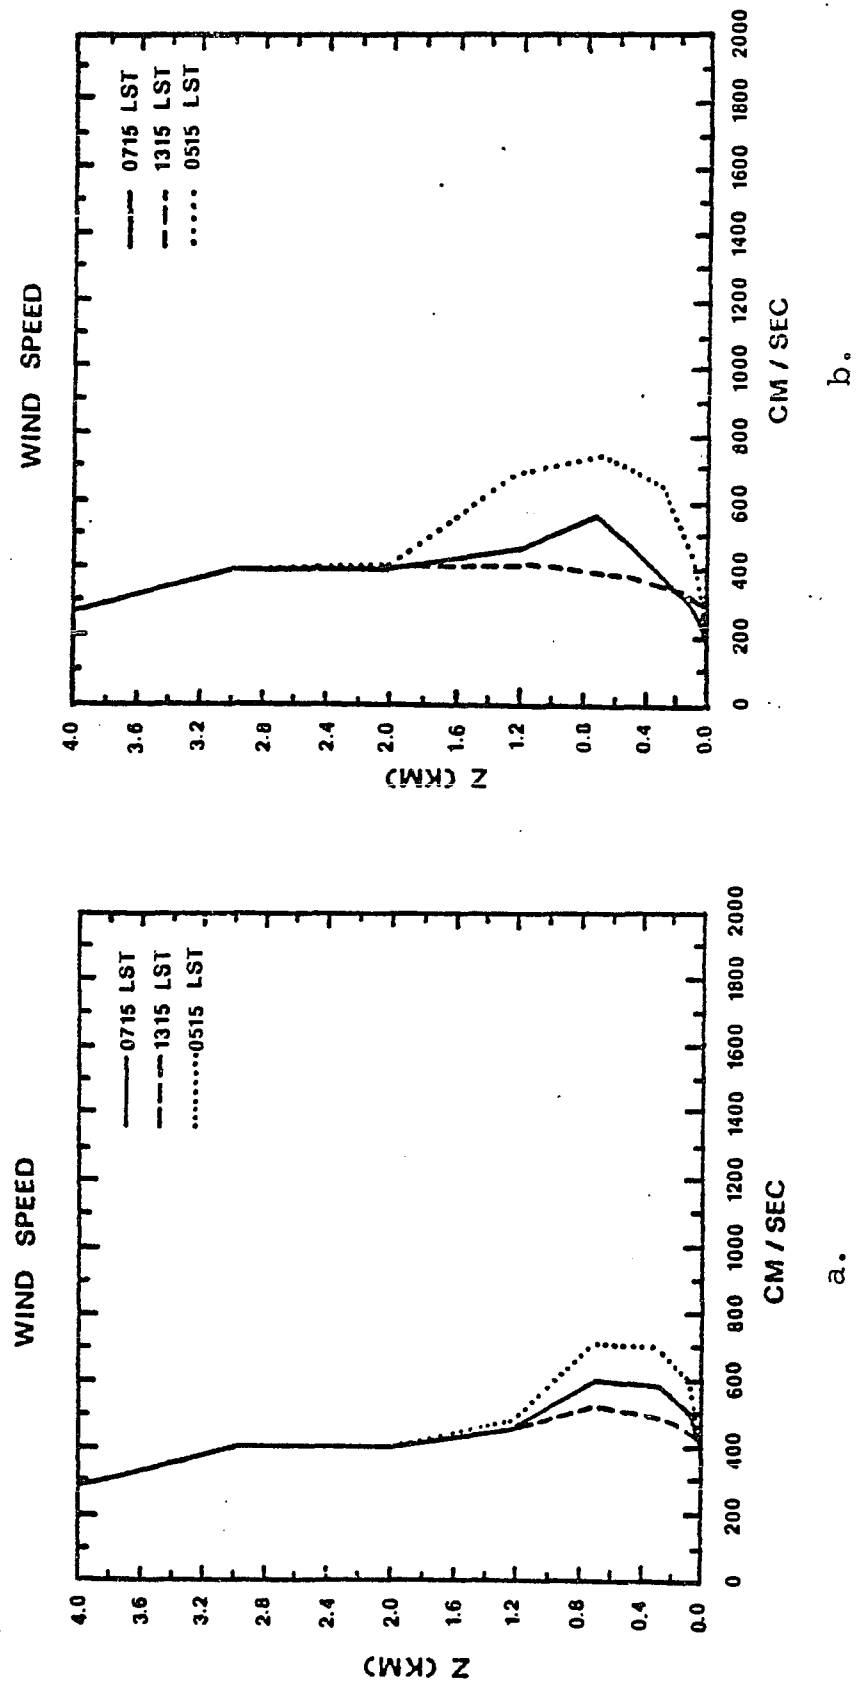 WIND SPEED
0715 LST
1315 LST
0515 LST
Z (KM)
4.0
3.6
3.2
2.8
2.4
2.0
1.6
1.2
0.8
0.4
0.0
0 200 400 600 800 1000 1200 1400 1600 1800 2000
CM / SEC
a.
WIND SPEED
0715 LST
1315 LST
0515 LST
Z (KM)
4.0
3.6
3.2
2.8
2.4
2.0
1.6
1.2
0.8
0.4
0.0
0 200 400 600 800 1000 1200 1400 1600 1800 2000
CM / SEC
b.